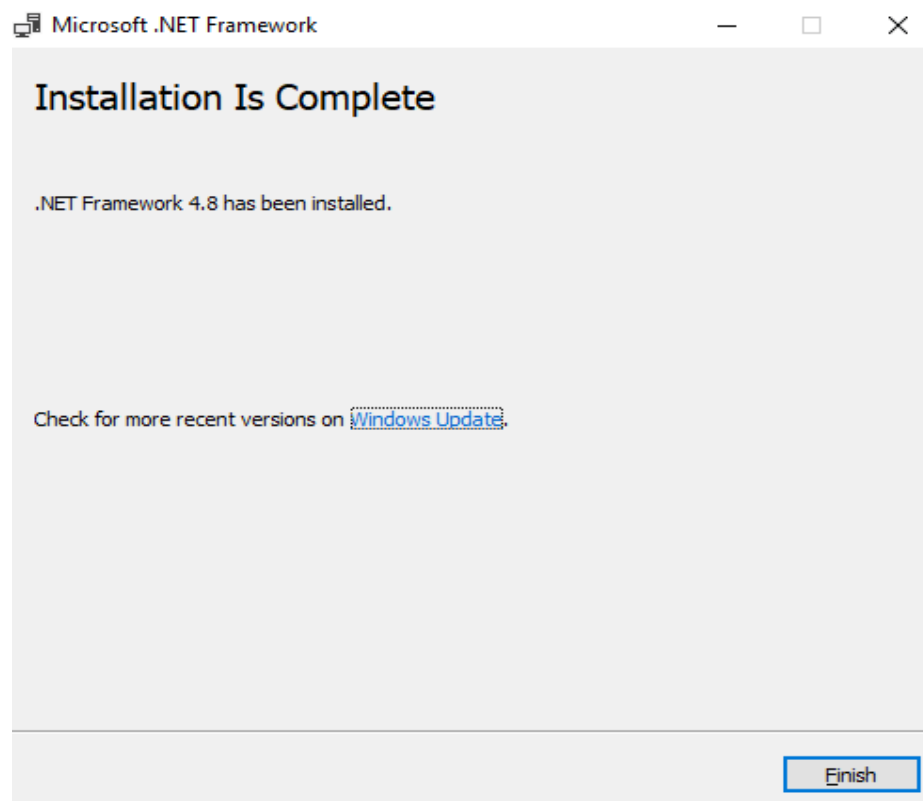 Microsoft .NET Framework
Installation Is Complete
.NET Framework 4.8 has been installed.
Check for more recent versions on Windows Update.
Finish